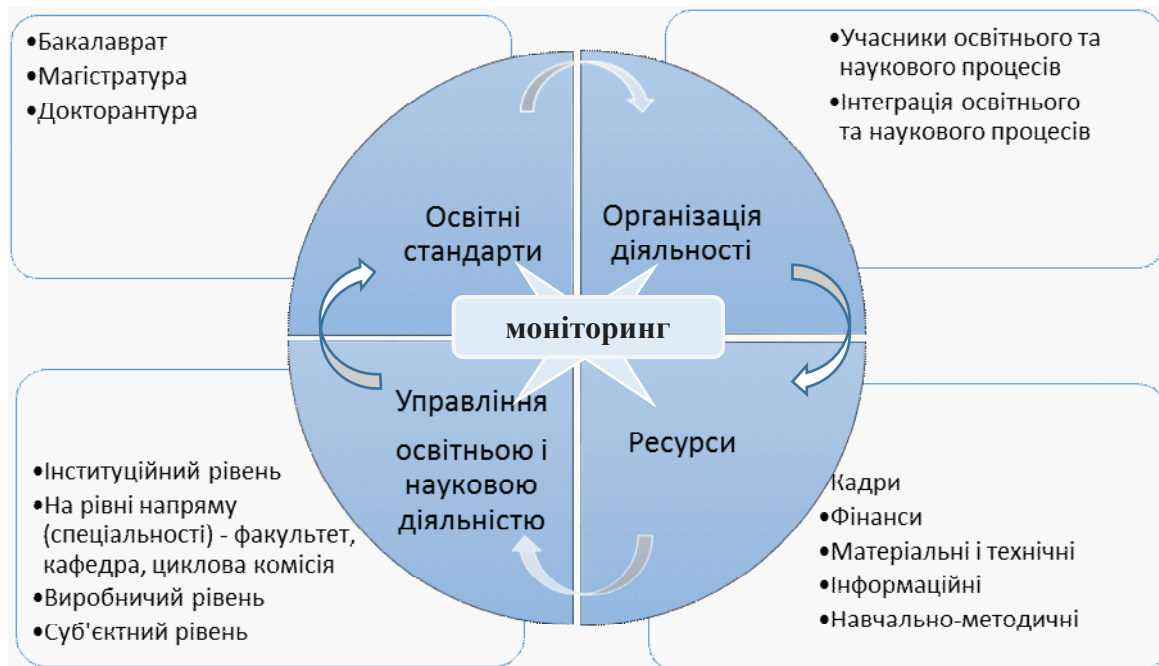 •Бакалаврат
•Магістратура
•Докторантура
•Учасники освітнього та
наукового процесів
•Інтеграція освітнього
та наукового процесів
Освітні
стандарти
Організація
діяльності
моніторинг
Управління
освітньою і
науковою
діяльністю
Ресурси
•Інституційний рівень
•На рівні напряму
(спеціальності) - факультет,
кафедра, циклова комісія
•Виробничий рівень
•Суб'єктний рівень
Кадри
•Фінанси
•Матеріальні і технічні
•Інформаційні
•Навчально-методичні